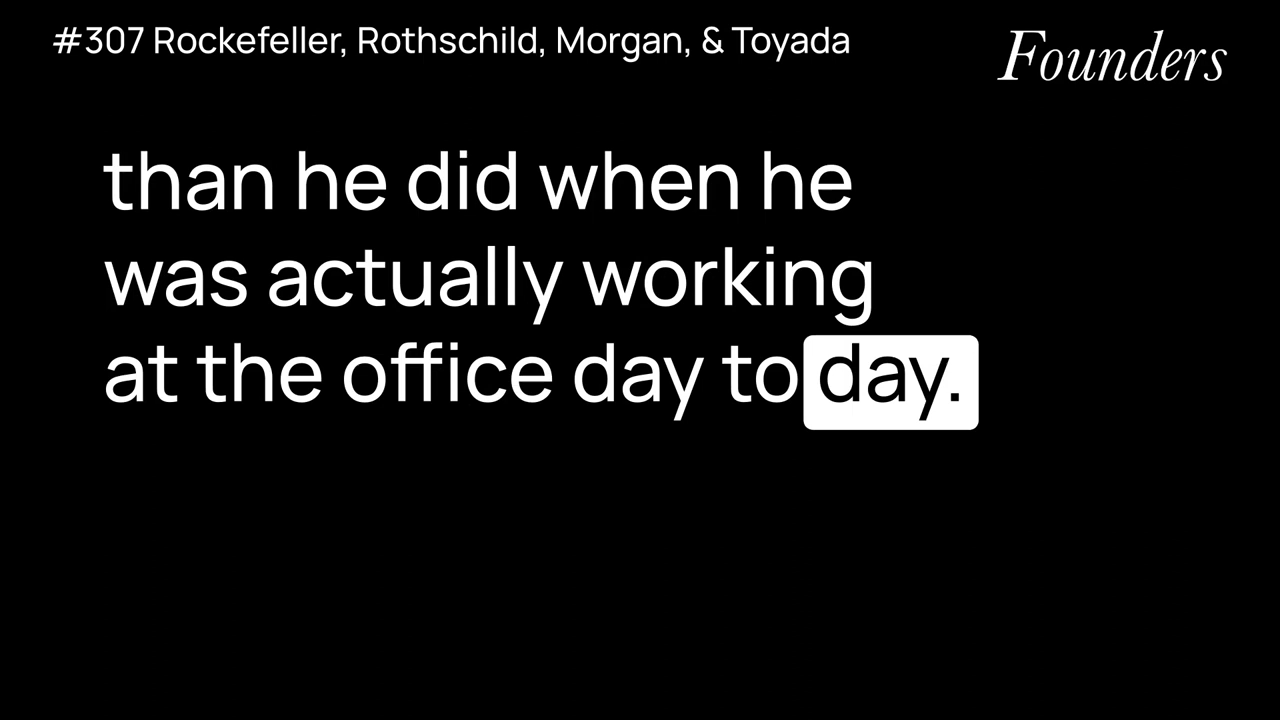 #307 Rockefeller, Rothschild, Morgan, & Toyada
Founders
than he did when he
was actually working
at the office day to day.